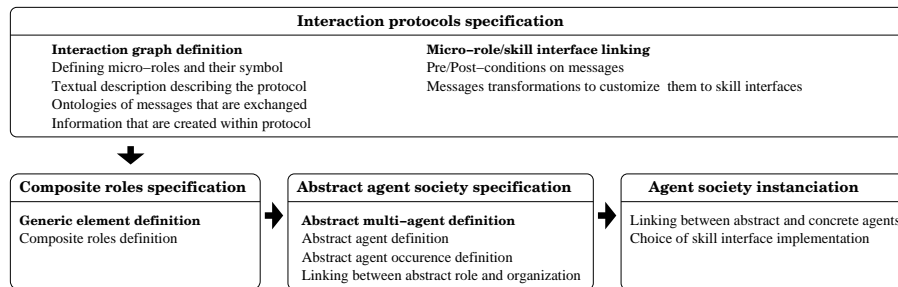 Interaction protocols specification
Interaction graph definition
Defining micro−roles and their symbol
Textual description describing the protocol
Ontologies of messages that are exchanged
Information that are created within protocol
Micro−role/skill interface linking
Pre/Post−conditions on messages
Messages transformations to customize them to skill interfaces
Composite roles specification
Generic element definition
Composite roles definition
Abstract agent society specification
Abstract multi−agent definition
Abstract agent definition
Abstract agent occurence definition
Linking between abstract role and organization
Agent society instanciation
Linking between abstract and concrete agents
Choice of skill interface implementation